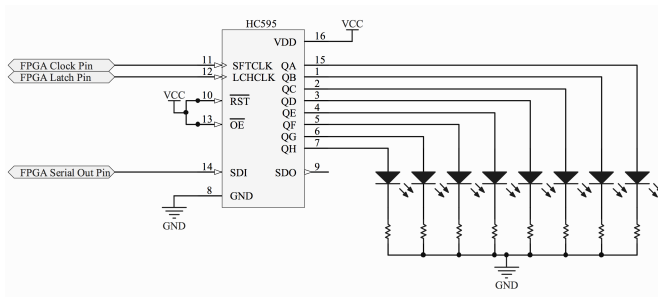 HC595
VCC
VDD 16
FPGA Clock Pin 11 SFTCLK QA 15
FPGA Latch Pin 12 LCHCLK QB 1
QC 2
VCC 10 RST QD 3
QE 4
13 OE QF 5
QG 6
QH 7
FPGA Serial Out Pin 14 SDI SDO 9
8 GND
GND
GND